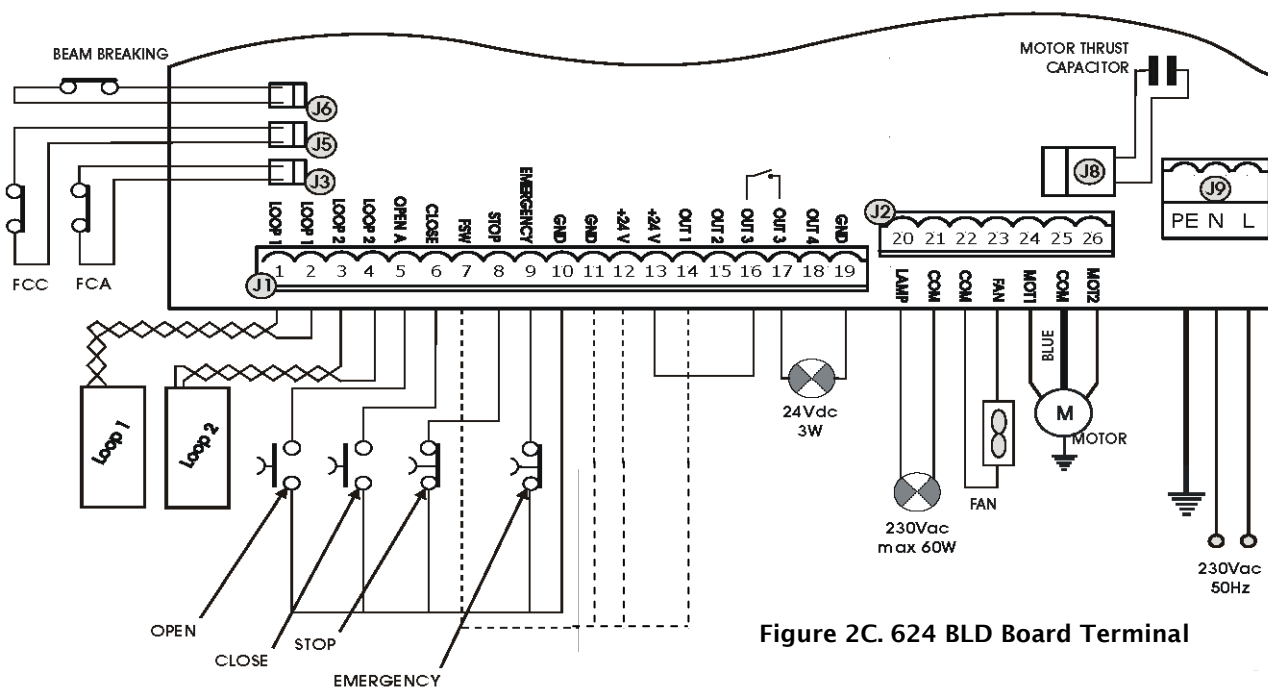 BEAM BREAKING
MOTOR THRUST
CAPACITOR
J6
J5
J3
J8
J9
PE N L
FCC
FCA
LOOP 1
LOOP 1
LOOP 2
LOOP 2
OPEN A
CLOSE
FSW
STOP
EMERGENCY
GND
GND
+24 V
+24 V
OUT 1
OUT 2
OUT 3
OUT 3
OUT 4
GND
J1
1 2 3 4 5 6 7 8 9 10 11 12 13 14 15 16 17 18 19
J2
20 21 22 23 24 25 26
LAMP
COM
COM
FAN
MOT1
COM
MOT2
Loop 1
Loop 2
24Vdc
3W
BLUE
M
MOTOR
FAN
230Vac
max 60W
230Vac
50Hz
OPEN
CLOSE
STOP
EMERGENCY
Figure 2C. 624 BLD Board Terminal